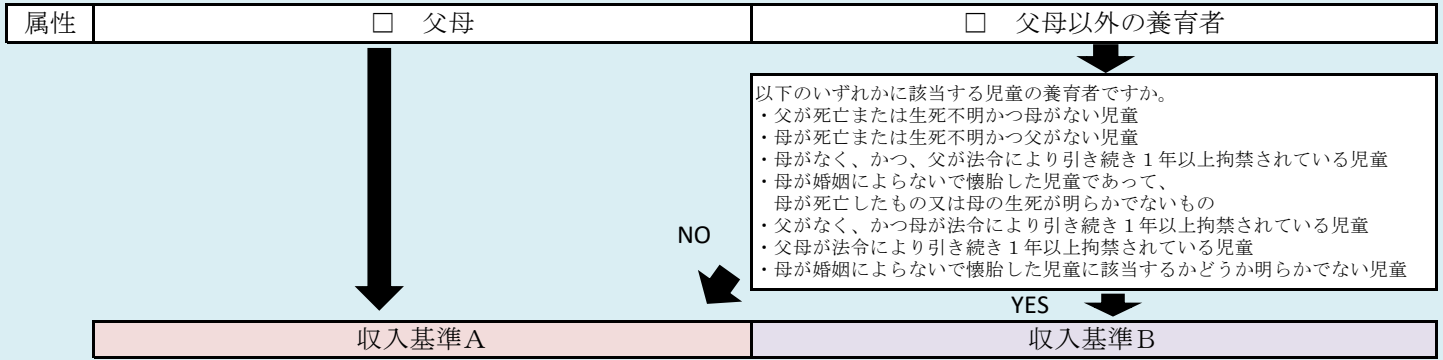 属性 □ 父母 □ 父母以外の養育者
以下のいずれかに該当する児童の養育者ですか。
・父が死亡または生死不明かつ母がない児童
・母が死亡または生死不明かつ父がない児童
・母がなく、かつ、父が法令により引き続き１年以上拘禁されている児童
・母が婚姻によらないで懐胎した児童であって、
母が死亡したもの又は母の生死が明らかでないもの
・父がなく、かつ母が法令により引き続き１年以上拘禁されている児童
・父母が法令により引き続き１年以上拘禁されている児童
・母が婚姻によらないで懐胎した児童に該当するかどうか明らかでない児童
NO
YES
収入基準Ａ 収入基準Ｂ